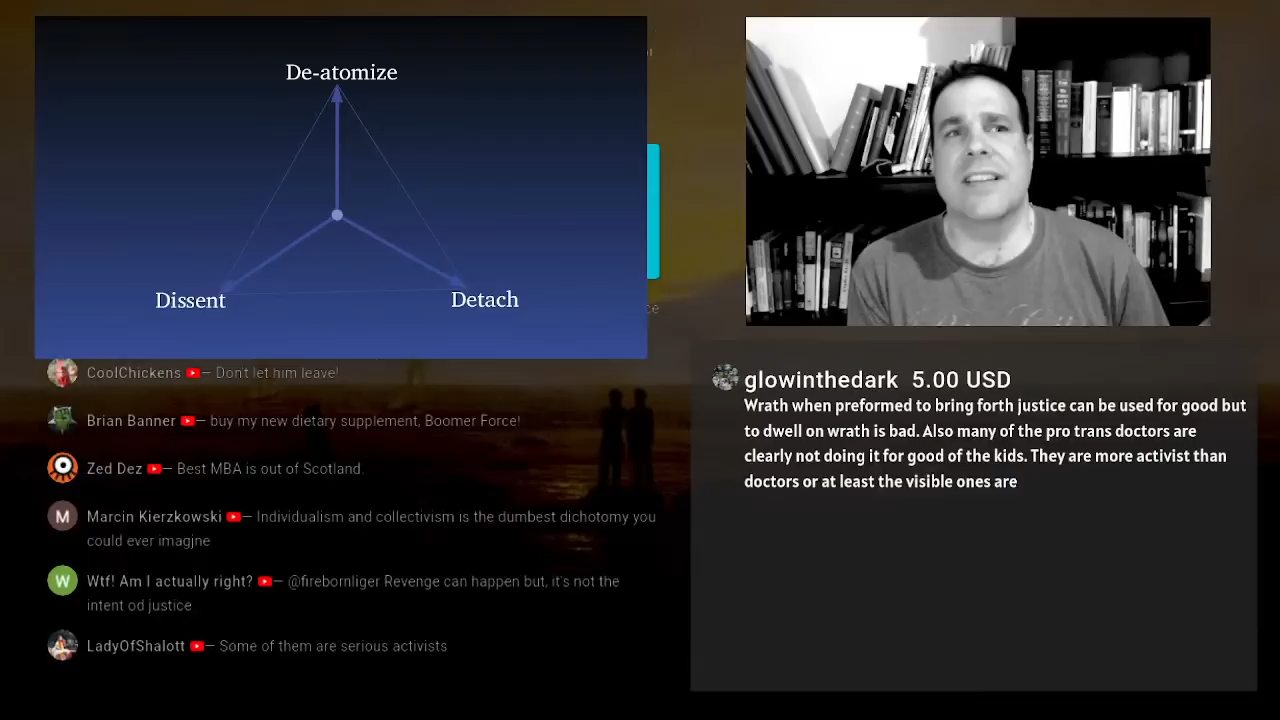 De-atomize
Dissent
Detach
CoolChickens — Don't let him leave!
Brian Banner — buy my new dietary supplement, Boomer Force!
Zed Dez — Best MBA is out of Scotland.
M
Marcin Kierzkowski — Individualism and collectivism is the dumbest dichotomy you
could ever imagjne
W
Wtf! Am I actually right? — @firebornliger Revenge can happen but, it's not the
intent od justice
LadyOfShalott — Some of them are serious activists
glowinthedark 5.00 USD
Wrath when preformed to bring forth justice can be used for good but
to dwell on wrath is bad. Also many of the pro trans doctors are
clearly not doing it for good of the kids. They are more activist than
doctors or at least the visible ones are